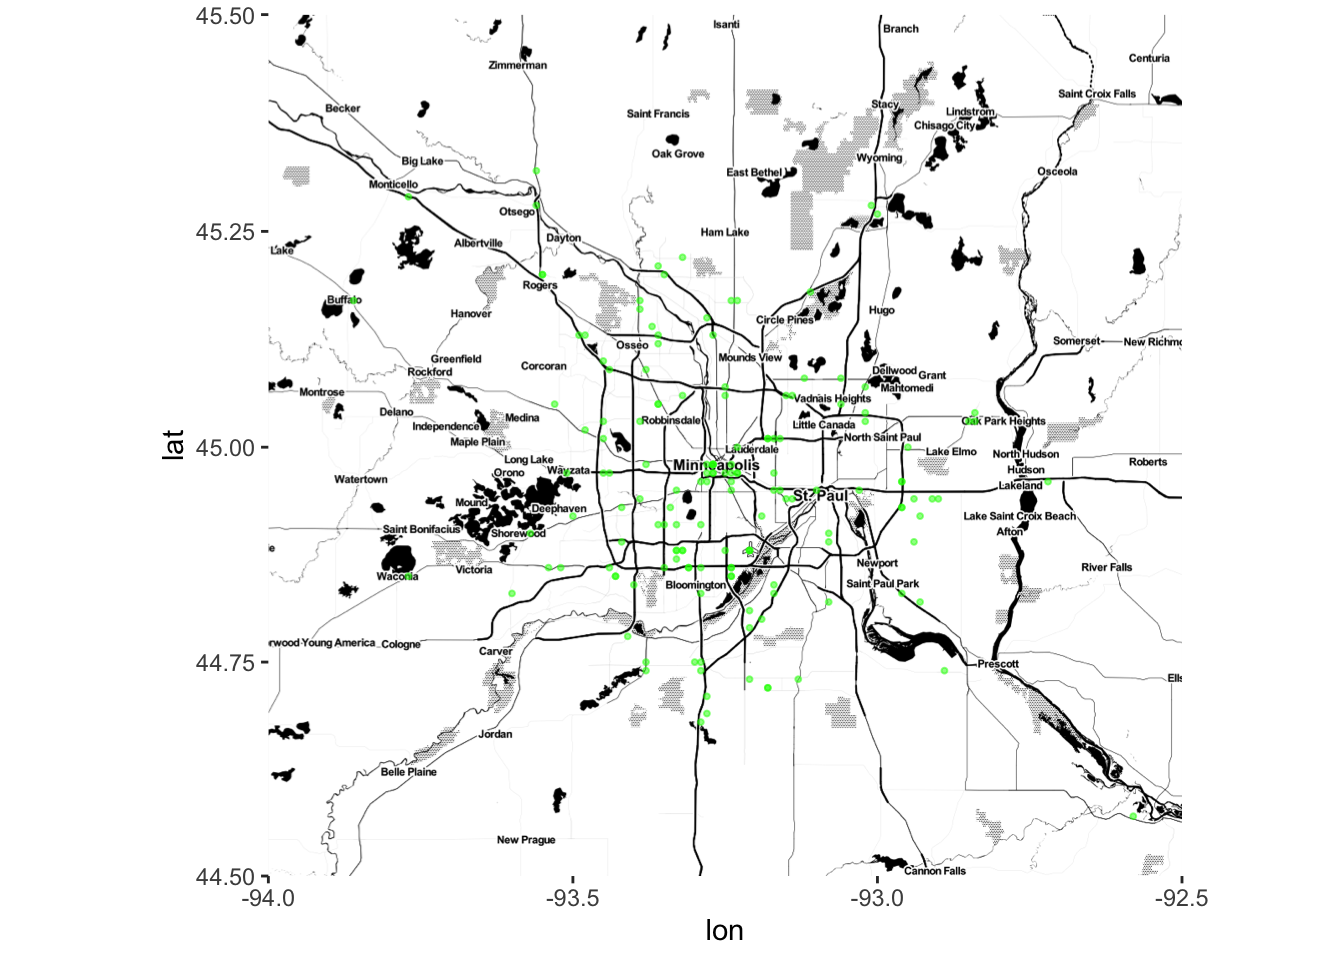 45.50
Isanti
Branch
Zimmerman
Centuria
Becker
Saint Francis
Stacy
Lindstrom
Saint Croix Falls
Chisago City
Oak Grove
Big Lake
Wyoming
Monticello
East Bethel
Osceola
Otsego
45.25
Ham Lake
Dayton
Albertville
Lake
Rogers
Buffalo
Hanover
Circle Pines
Hugo
Osseo
Somerset
New Richmo
Greenfield
Mounds View
Corcoran
Rockford
Dellwood
Grant
Mahtomedi
Montrose
Vadnais Heights
Delano
Medina
Robbinsdale
Oak Park Heights
Independence
Little Canada
Maple Plain
North Saint Paul
45.00
Lauderdale
Lake Elmo
North Hudson
Long Lake
Minneapolis
Roberts
Orono
Wayzata
Hudson
Watertown
Lakeland
St. Paul
Mound
Deephaven
Lake Saint Croix Beach
Saint Bonifacius
Shorewood
Afton
e
Newport
River Falls
Victoria
Waconia
Bloomington
Saint Paul Park
rwood Young America
Cologne
Carver
44.75
Prescott
Ells
Jordan
Belle Plaine
New Prague
Cannon Falls
44.50
-94.0
-93.5
-93.0
-92.5
lat
lon